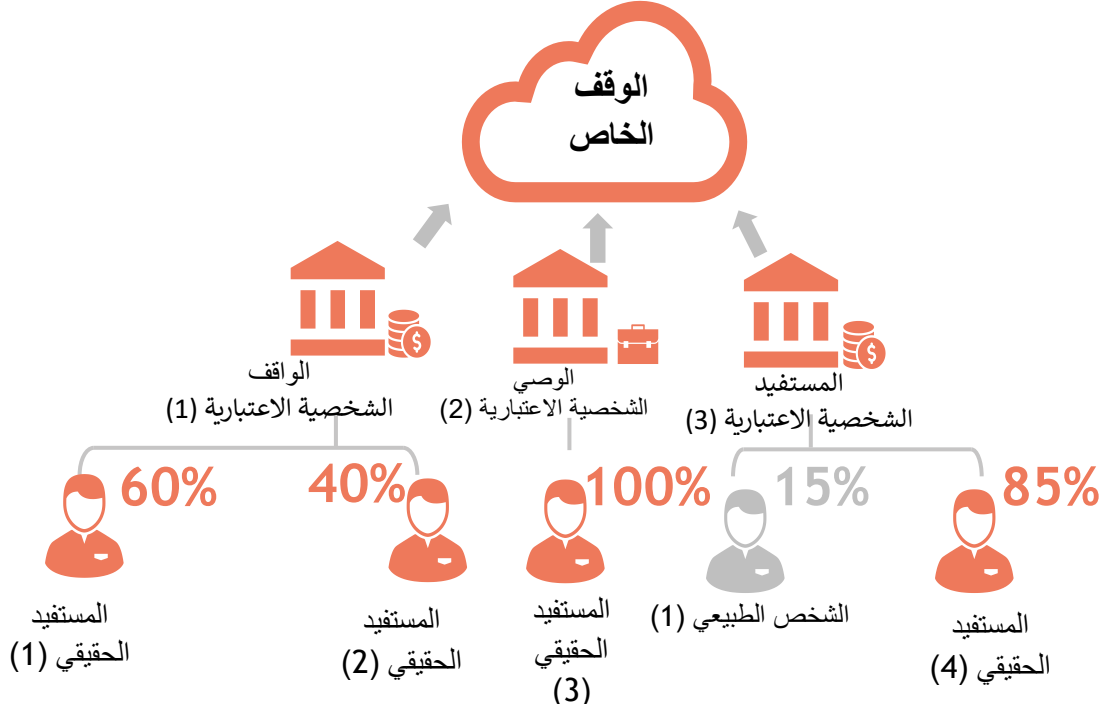 الوقف
الخاص
الواقف
الشخصية الاعتبارية (1)
الوصي
الشخصية الاعتبارية (2)
المستفيد
الشخصية الاعتبارية (3)
60%
40%
100%
15%
85%
المستفيد
الحقيقي (1)
المستفيد
الحقيقي (2)
المستفيد
الحقيقي
(3)
الشخص الطبيعي (1)
المستفيد
الحقيقي (4)